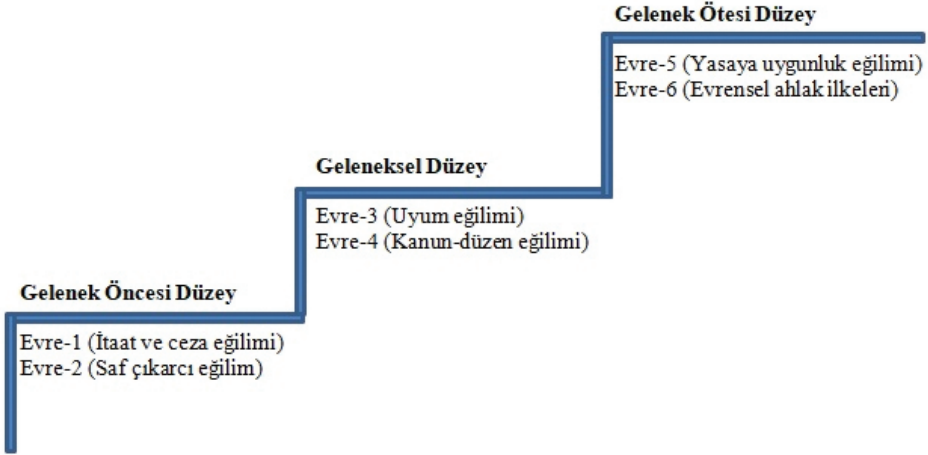 Gelenek Ötesi Düzey
Evre-5 (Yasaya uygunluk eğilimi)
Evre-6 (Evrensel ahlak ilkeleri)
Geleneksel Düzey
Evre-3 (Uyum eğilimi)
Evre-4 (Kanun-düzen eğilimi)
Gelenek Öncesi Düzey
Evre-1 (İtaat ve ceza eğilimi)
Evre-2 (Saf çıkarcı eğilim)